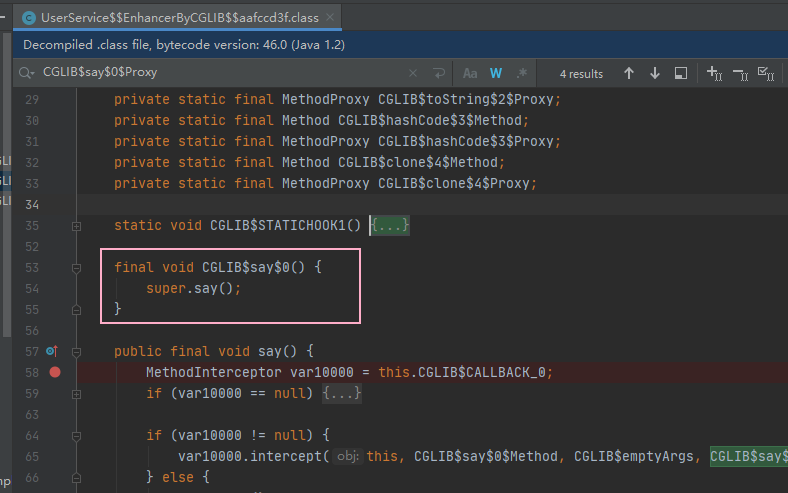 UserService$$EnhancerByCGLIB$$aafccd3f.class
Decompiled .class file, bytecode version: 46.0 (Java 1.2)
CGLIB$say$0$Proxy Aa W .* 4 results
29 private static final MethodProxy CGLIB$toString$2$Proxy;
30 private static final Method CGLIB$hashCode$3$Method;
31 private static final MethodProxy CGLIB$hashCode$3$Proxy;
32 private static final Method CGLIB$clone$4$Method;
33 private static final MethodProxy CGLIB$clone$4$Proxy;
34
35 static void CGLIB$STATICHOOK1() {...}
52
53 final void CGLIB$say$0() {
54 super.say();
55 }
56
57 public final void say() {
58 MethodInterceptor var10000 = this.CGLIB$CALLBACK_0;
59 if (var10000 == null) {...}
63
64 if (var10000 != null) {
65 var10000.intercept( obj: this, CGLIB$say$0$Method, CGLIB$emptyArgs, CGLIB$say$
66 } else {